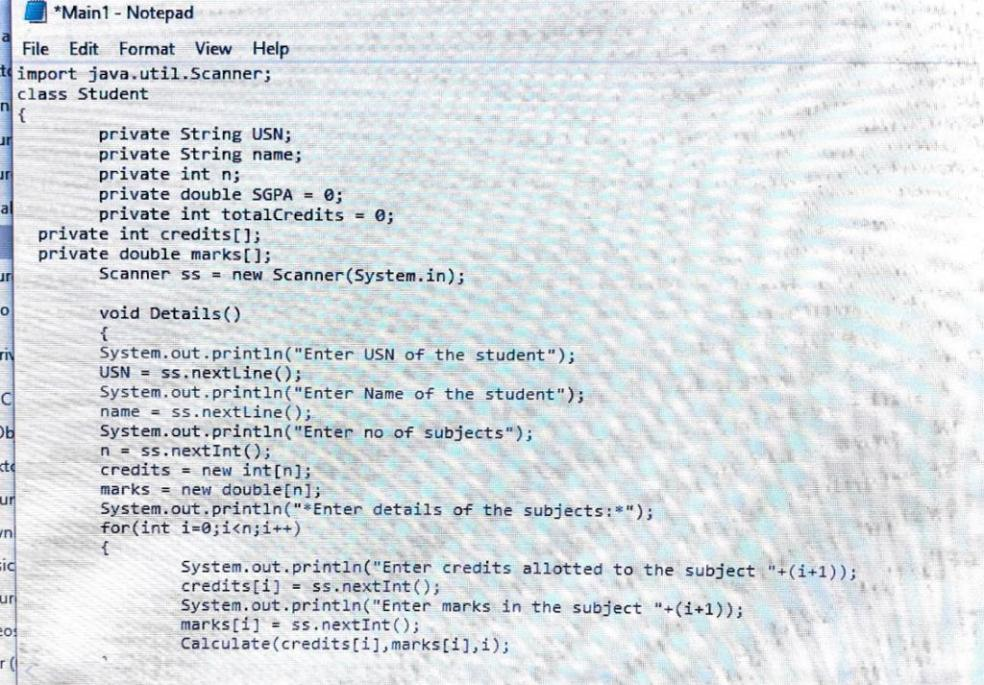 *Main1 - Notepad
File Edit Format View Help
import java.util.Scanner;
class Student
{
        private String USN;
        private String name;
        private int n;
        private double SGPA = 0;
        private int totalCredits = 0;
  private int credits[];
  private double marks[];
        Scanner ss = new Scanner(System.in);

        void Details()
        {
        System.out.println("Enter USN of the student");
        USN = ss.nextLine();
        System.out.println("Enter Name of the student");
        name = ss.nextLine();
        System.out.println("Enter no of subjects");
        n = ss.nextInt();
        credits = new int[n];
        marks = new double[n];
        System.out.println("*Enter details of the subjects:*");
        for(int i=0;i<n;i++)
        {
                System.out.println("Enter credits allotted to the subject "+(i+1));
                credits[i] = ss.nextInt();
                System.out.println("Enter marks in the subject "+(i+1));
                marks[i] = ss.nextInt();
                Calculate(credits[i],marks[i],i);